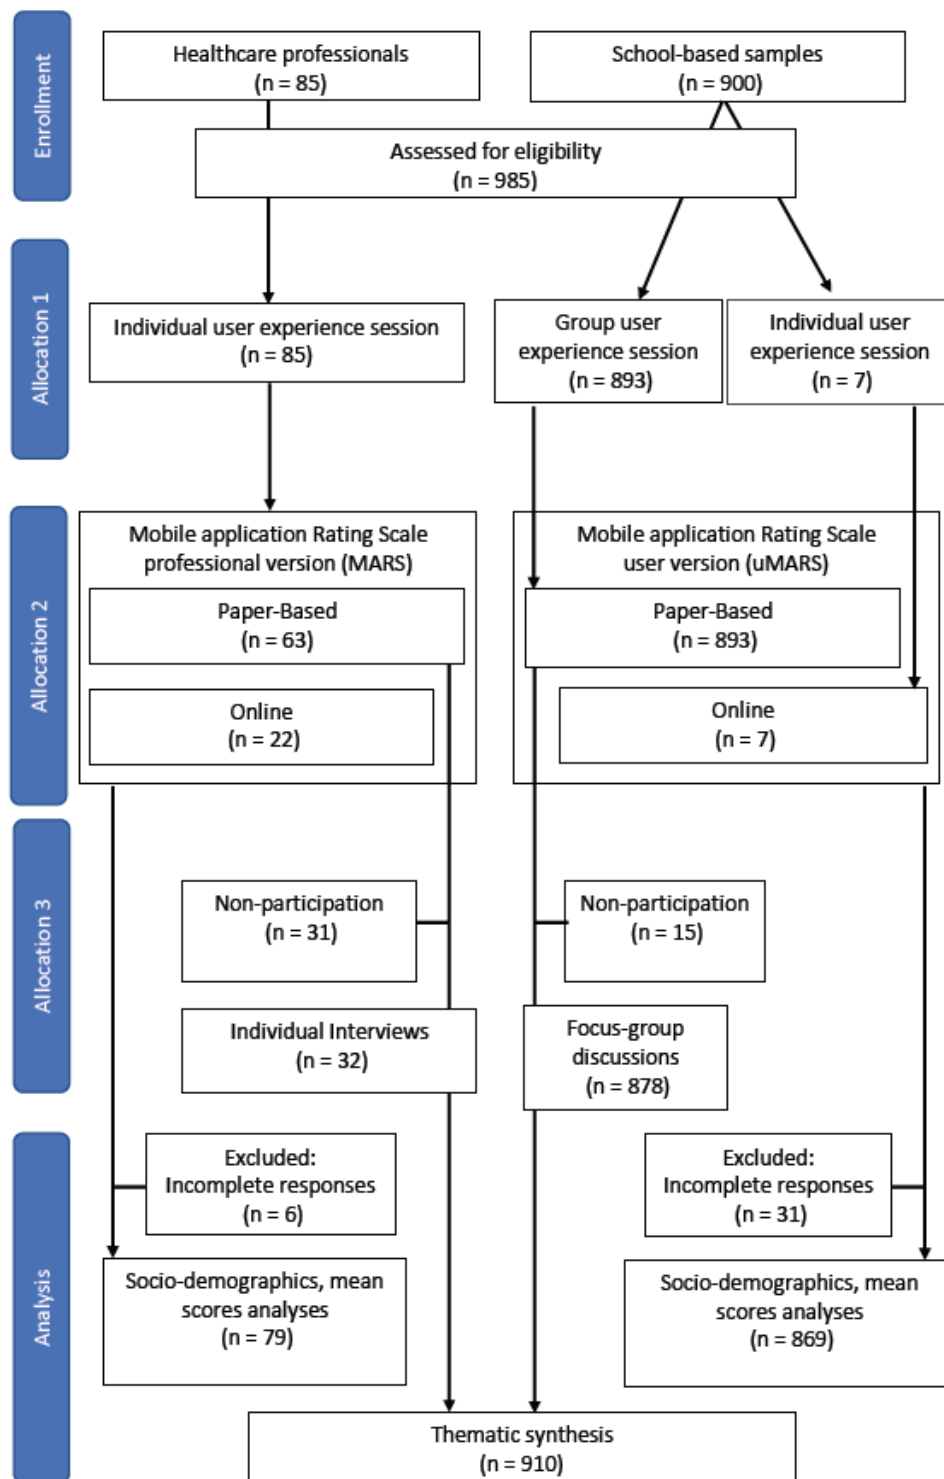 Enrollment
Healthcare professionals
(n = 85)
School-based samples
(n = 900)
Assessed for eligibility
(n = 985)
Allocation 1
Individual user experience session
(n = 85)
Group user
experience session
(n = 893)
Individual user
experience session
(n = 7)
Allocation 2
Mobile application Rating Scale
professional version (MARS)
Paper-Based
(n = 63)
Online
(n = 22)
Mobile application Rating Scale
user version (uMARS)
Paper-Based
(n = 893)
Online
(n = 7)
Allocation 3
Non-participation
(n = 31)
Non-participation
(n = 15)
Individual Interviews
(n = 32)
Focus-group
discussions
(n = 878)
Analysis
Excluded:
Incomplete responses
(n = 6)
Excluded:
Incomplete responses
(n = 31)
Socio-demographics, mean
scores analyses
(n = 79)
Socio-demographics, mean
scores analyses
(n = 869)
Thematic synthesis
(n = 910)